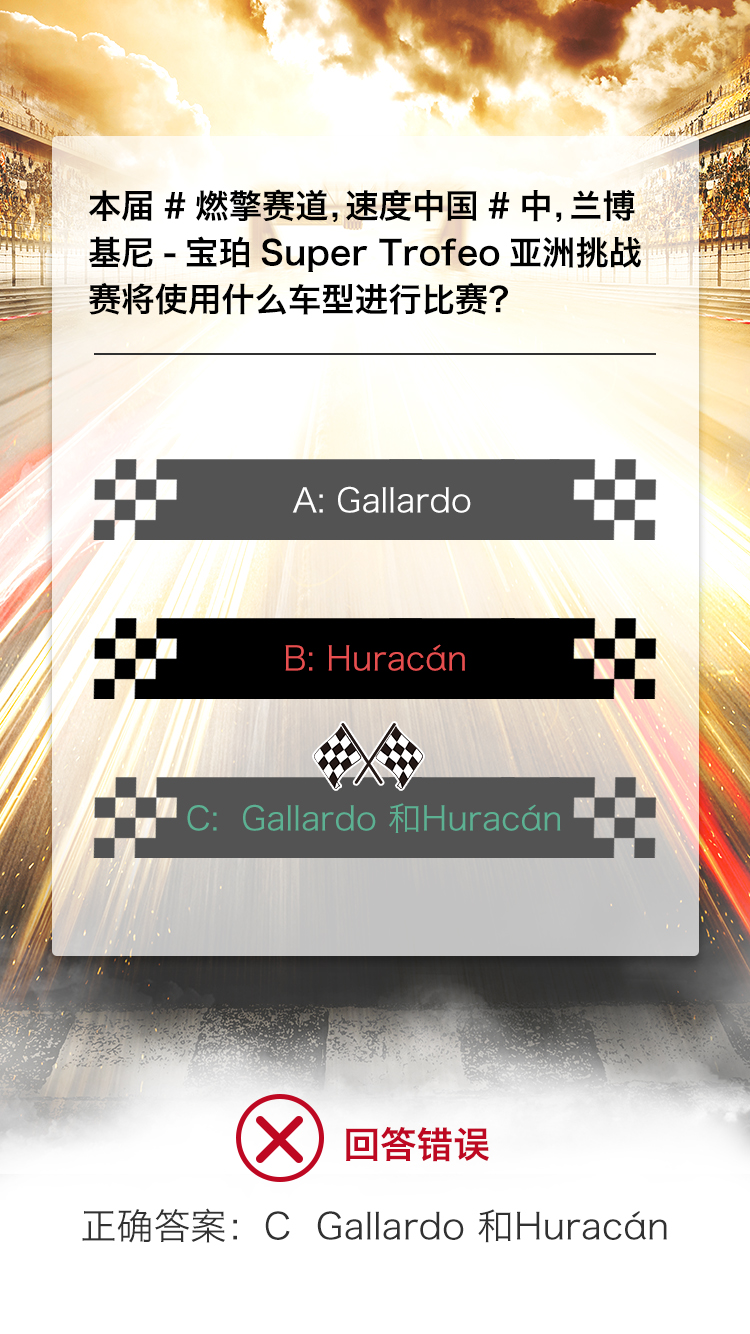 本届 # 燃擎赛道,速度中国 # 中,兰博
基尼 - 宝珀 Super Trofeo 亚洲挑战
赛将使用什么车型进行比赛?
A: Gallardo
B: Huracán
C: Gallardo 和Huracán
回答错误
正确答案: C Gallardo 和Huracán